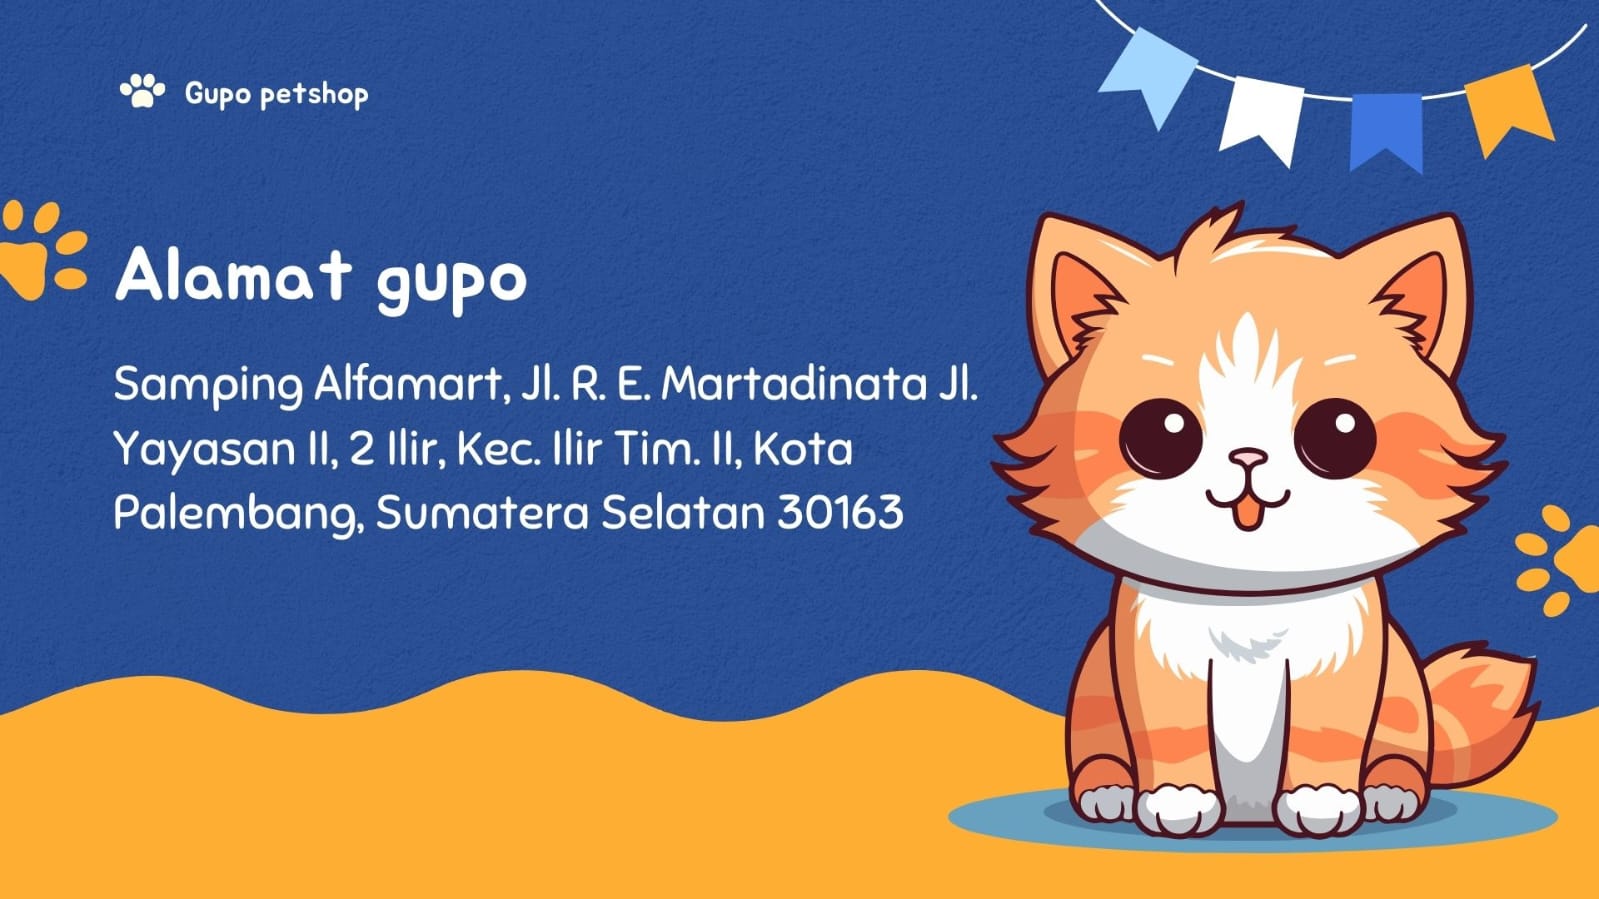 Gupo petshop
Alamat gupo
Samping Alfamart, Jl. R. E. Martadinata Jl.
Yayasan II, 2 Ilir, Kec. Ilir Tim. II, Kota
Palembang, Sumatera Selatan 30163